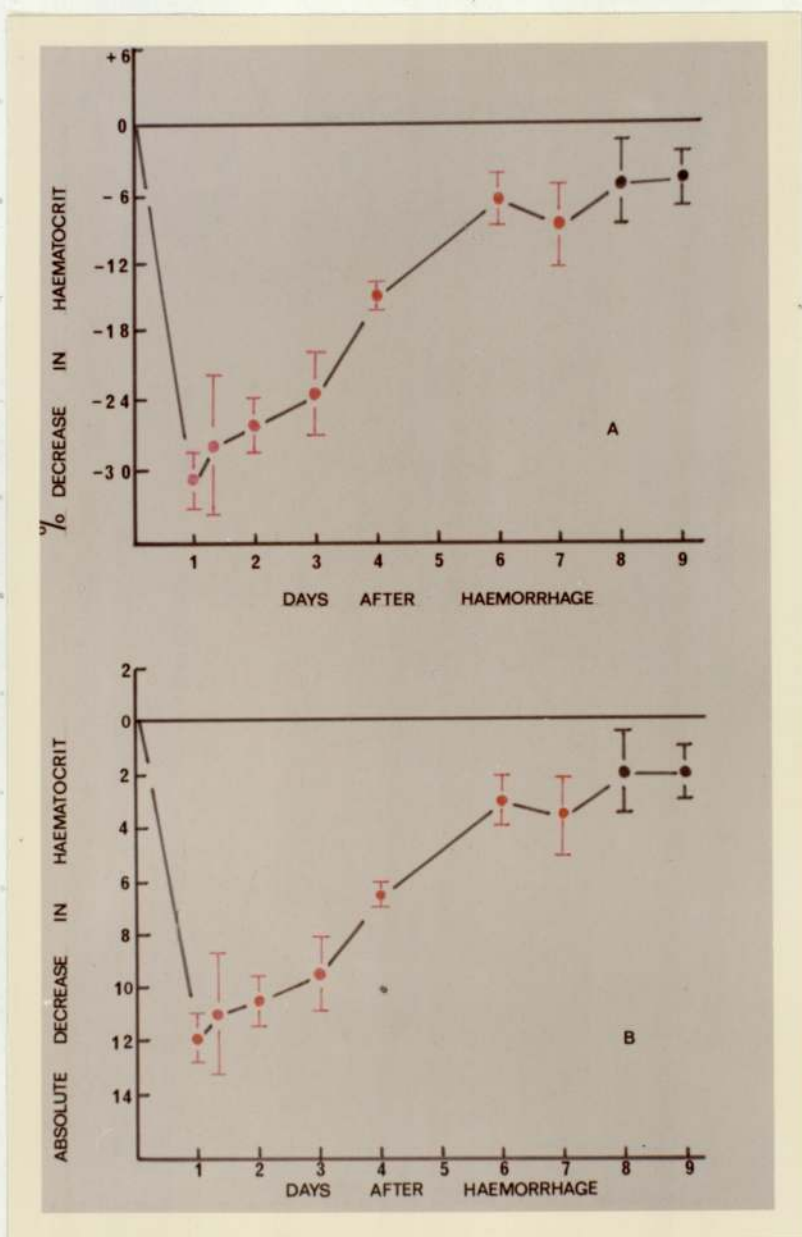 % DECREASE IN HAEMATOCRIT
+6
0
-6
-12
-18
-24
-30
A
1 2 3 4 5 6 7 8 9
DAYS AFTER HAEMORRHAGE
ABSOLUTE DECREASE IN HAEMATOCRIT
2
0
2
4
6
8
10
12
14
B
1 2 3 4 5 6 7 8 9
DAYS AFTER HAEMORRHAGE